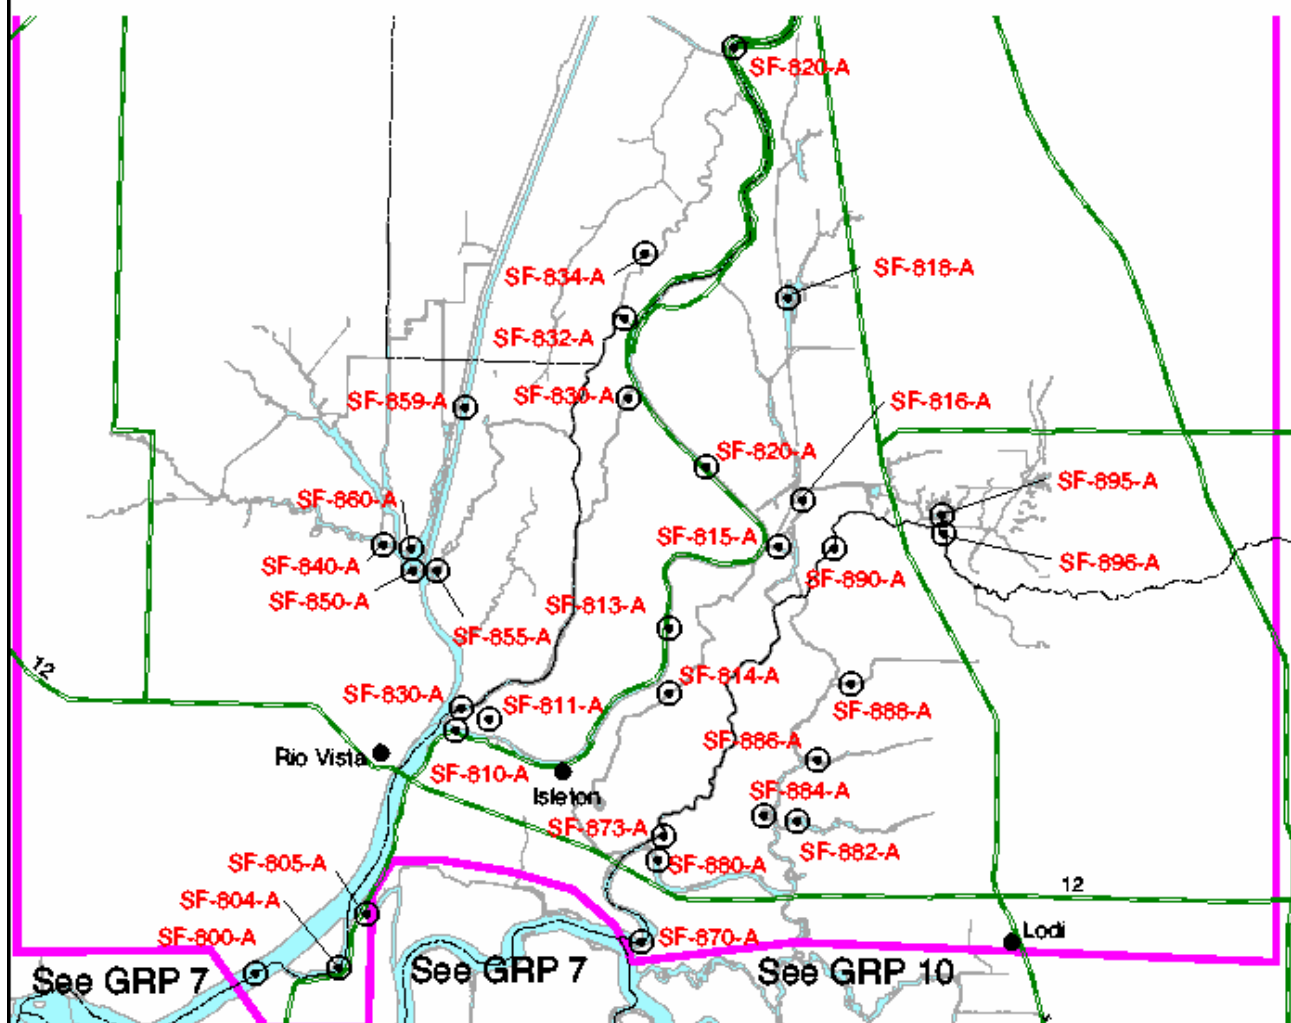 SF-820-A
SF-834-A
SF-818-A
SF-832-A
SF-859-A
SF-830-A
SF-816-A
SF-820-A
SF-860-A
SF-895-A
SF-815-A
SF-840-A
SF-890-A
SF-896-A
SF-850-A
SF-813-A
SF-855-A
12
SF-814-A
SF-830-A
SF-811-A
SF-888-A
SF-886-A
Rio Vista
SF-810-A
Isleton
SF-884-A
SF-873-A
SF-882-A
SF-805-A
SF-880-A
12
SF-804-A
Lodi
SF-800-A
SF-870-A
See GRP 7
See GRP 7
See GRP 10